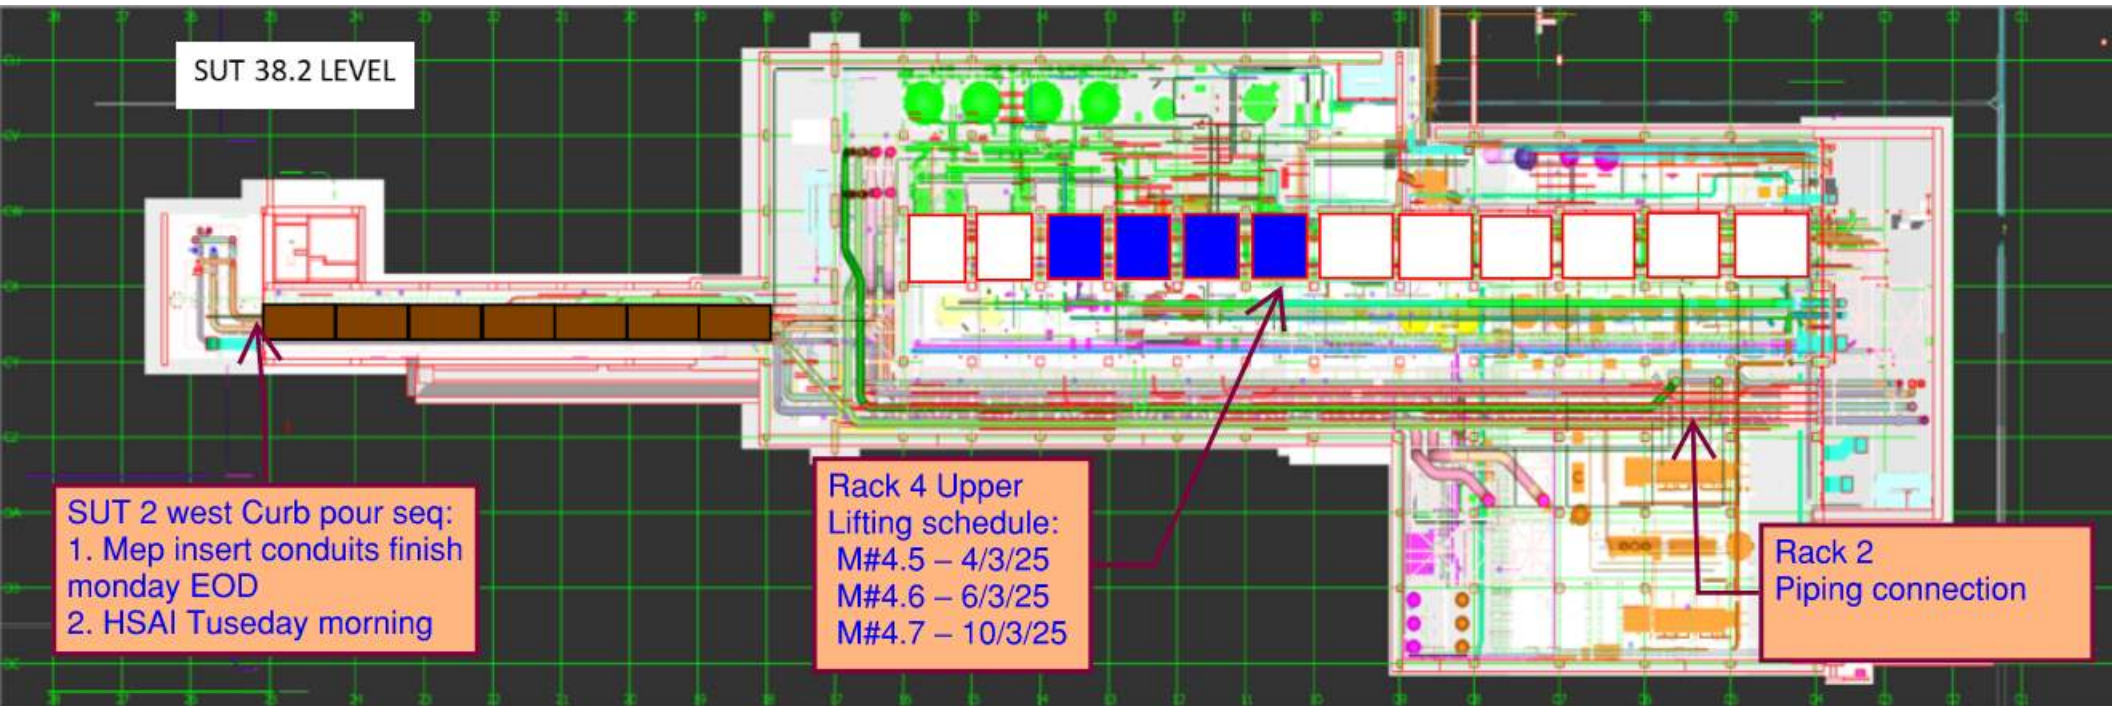 SUT 38.2 LEVEL
SUT 2 west Curb pour seq:
1. Mep insert conduits finish
monday EOD
2. HSAI Tuseday morning
Rack 4 Upper
Lifting schedule:
M#4.5 – 4/3/25
M#4.6 – 6/3/25
M#4.7 – 10/3/25
Rack 2
Piping connection